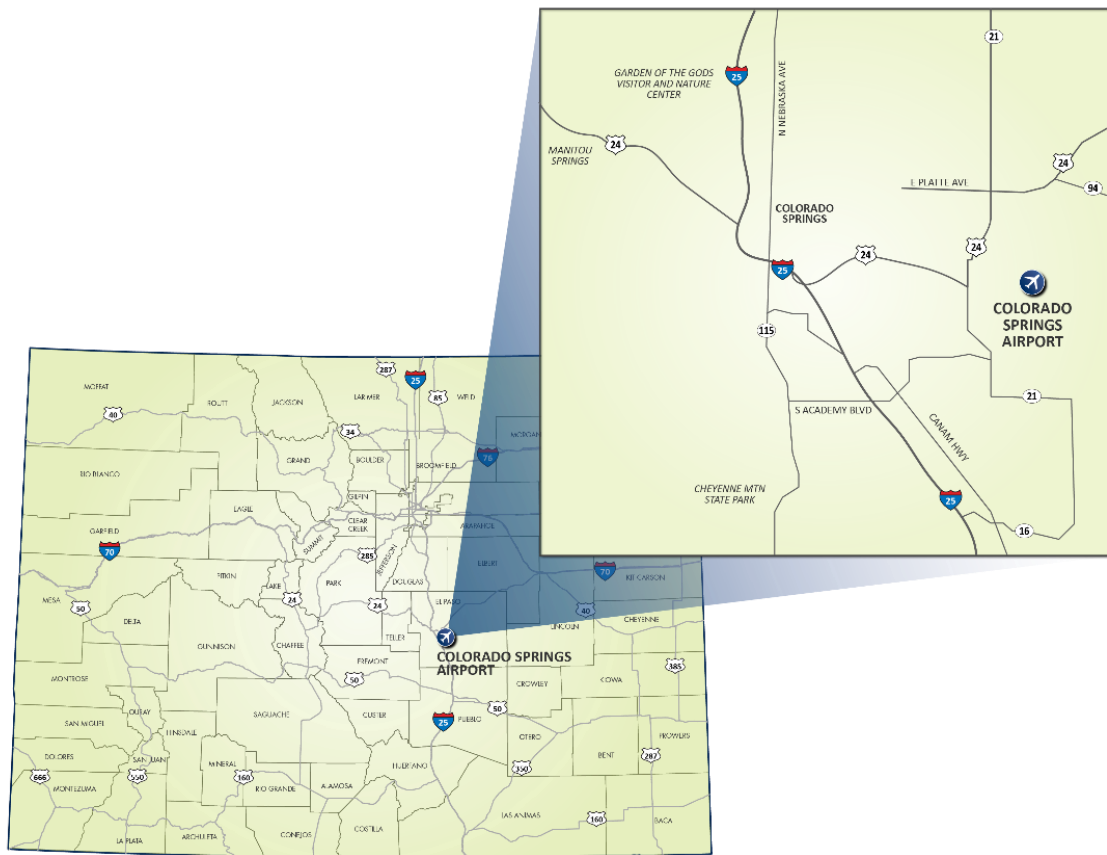 21
25
GARDEN OF THE GODS
VISITOR AND NATURE
CENTER
N NEBRASKA AVE
24
MANITOU
SPRINGS
24
94
E PLATTE AVE
COLORADO
SPRINGS
24
24
25
COLORADO
SPRINGS
AIRPORT
115
21
S ACADEMY BLVD
CANAM HWY
CHEYENNE MTN
STATE PARK
25
16
MOFFAT
40
ROUTT
JACKSON
LARIMER
287
25
85
WELD
34
MORGAN
RIO BLANCO
GRAND
BOULDER
BROOMFIELD
76
GILPIN
EAGLE
CLEAR
CREEK
ARAPAHOE
GARFIELD
70
SUMMIT
285
JEFFERSON
DOUGLAS
ELBERT
70
KIT CARSON
PITKIN
LAKE
PARK
MESA
50
24
24
EL PASO
40
LINCOLN
CHEYENNE
DELTA
GUNNISON
CHAFFEE
TELLER
COLORADO SPRINGS
AIRPORT
FREMONT
50
385
MONTROSE
CROWLEY
KIOWA
OURAY
SAGUACHE
CUSTER
25
PUEBLO
50
SAN MIGUEL
HINSDALE
OTERO
PROWERS
DOLORES
SAN JUAN
MINERAL
HUERFANO
BENT
287
666
550
160
350
MONTEZUMA
RIO GRANDE
ALAMOSA
LAS ANIMAS
160
BACA
LA PLATA
ARCHULETA
CONEJOS
COSTILLA